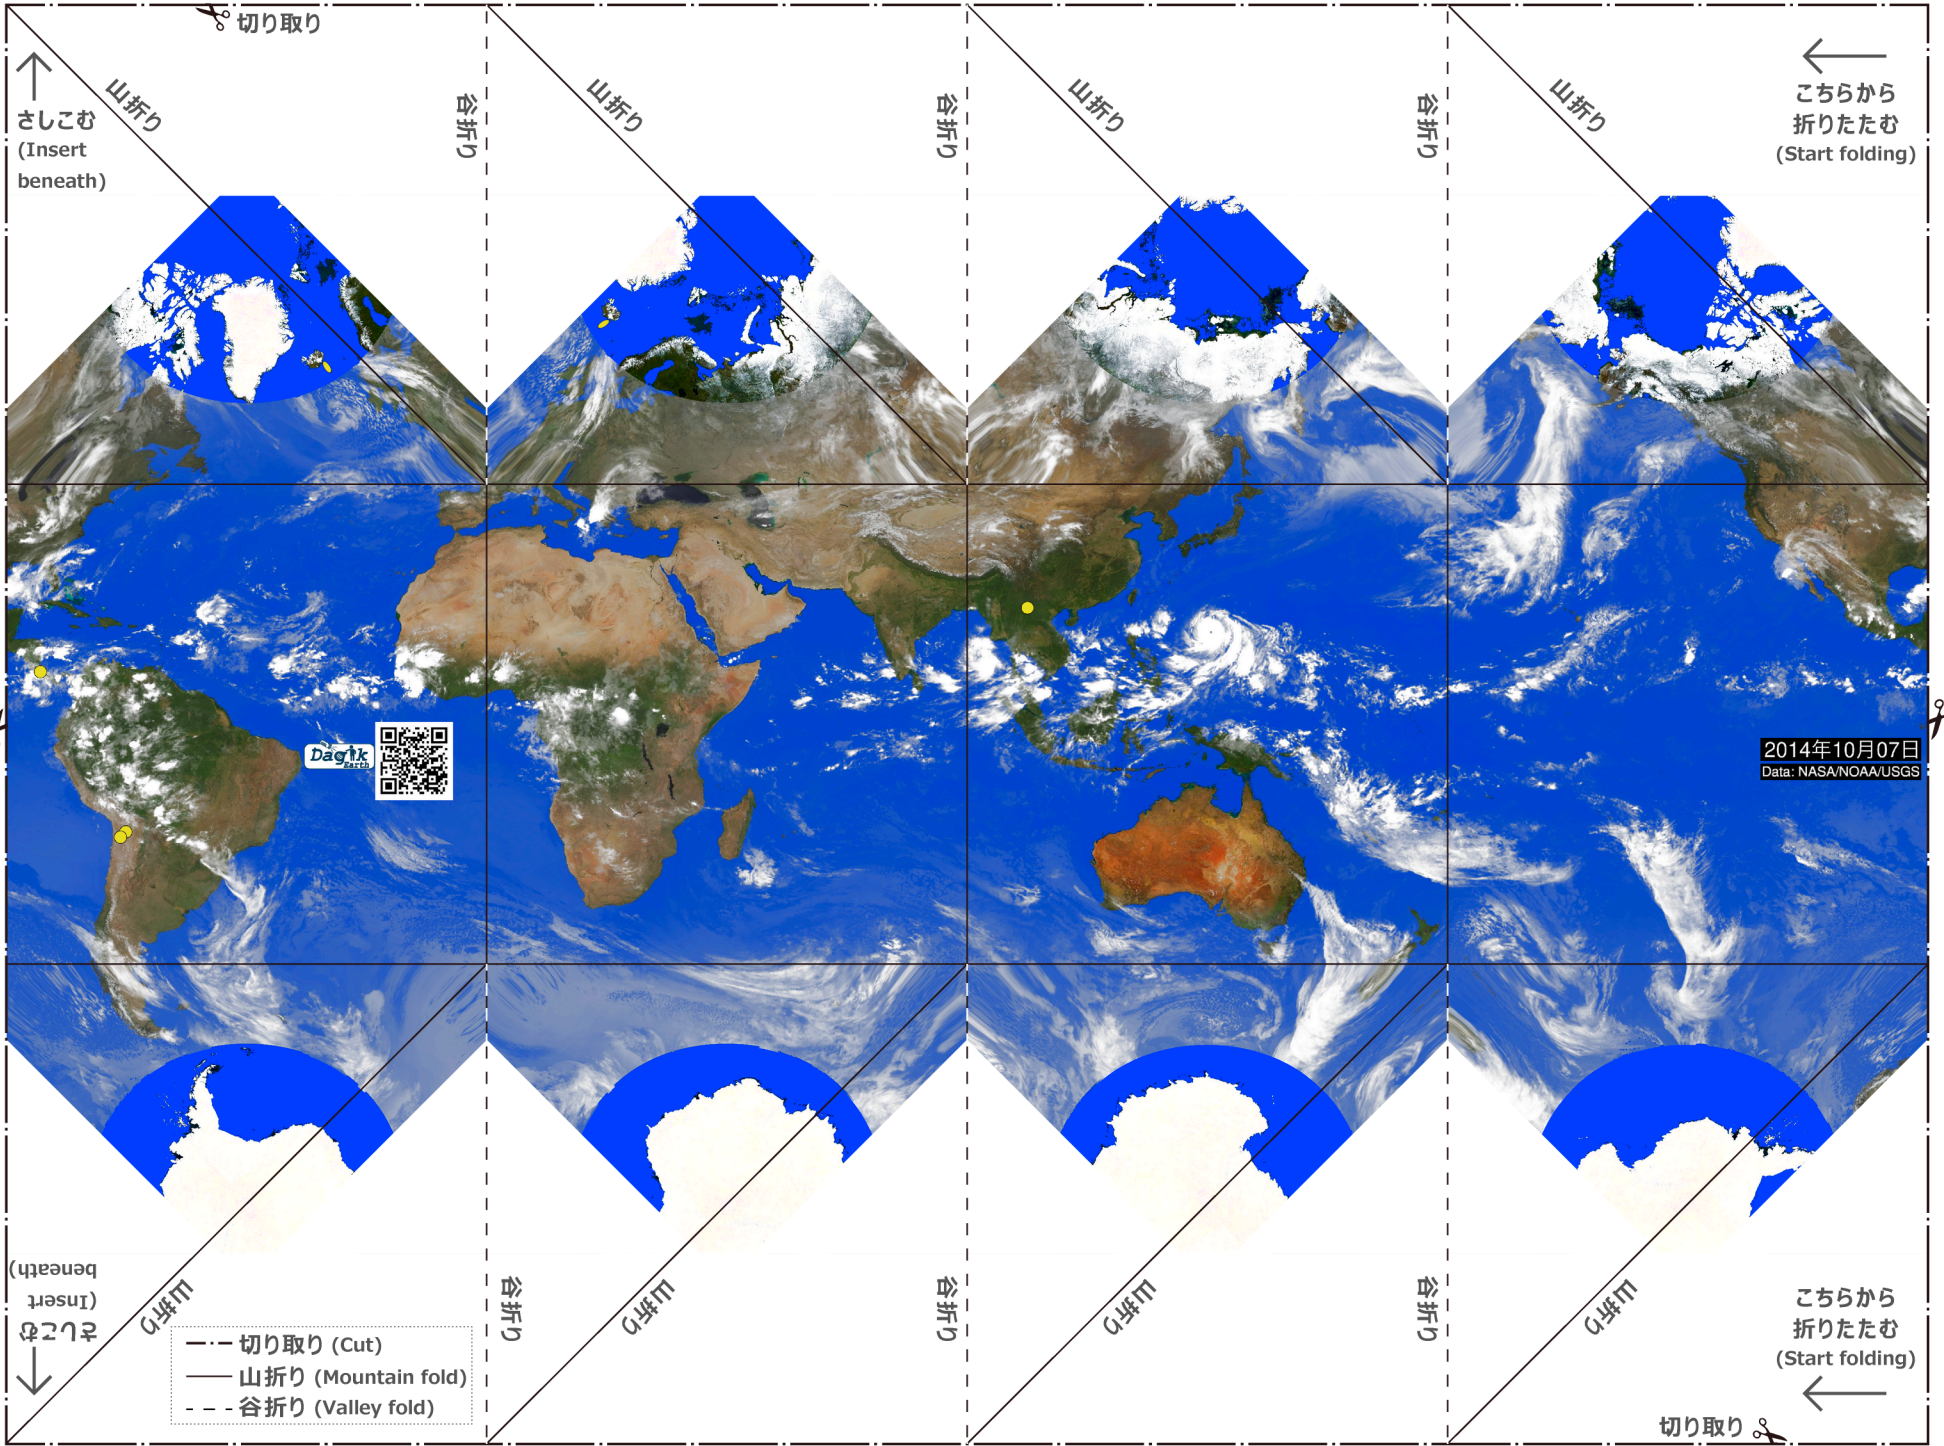 切り取り
山折り
谷折り
山折り
谷折り
山折り
谷折り
山折り
さしこむ
(Insert
beneath)
こちらから
折りたたむ
(Start folding)
Dagik
Earth
2014年10月07日
Data: NASA/NOAA/USGS
さしこむ
(Insert
beneath)
山折り
谷折り
山折り
谷折り
山折り
谷折り
山折り
こちらから
折りたたむ
(Start folding)
切り取り (Cut)
山折り (Mountain fold)
谷折り (Valley fold)
切り取り